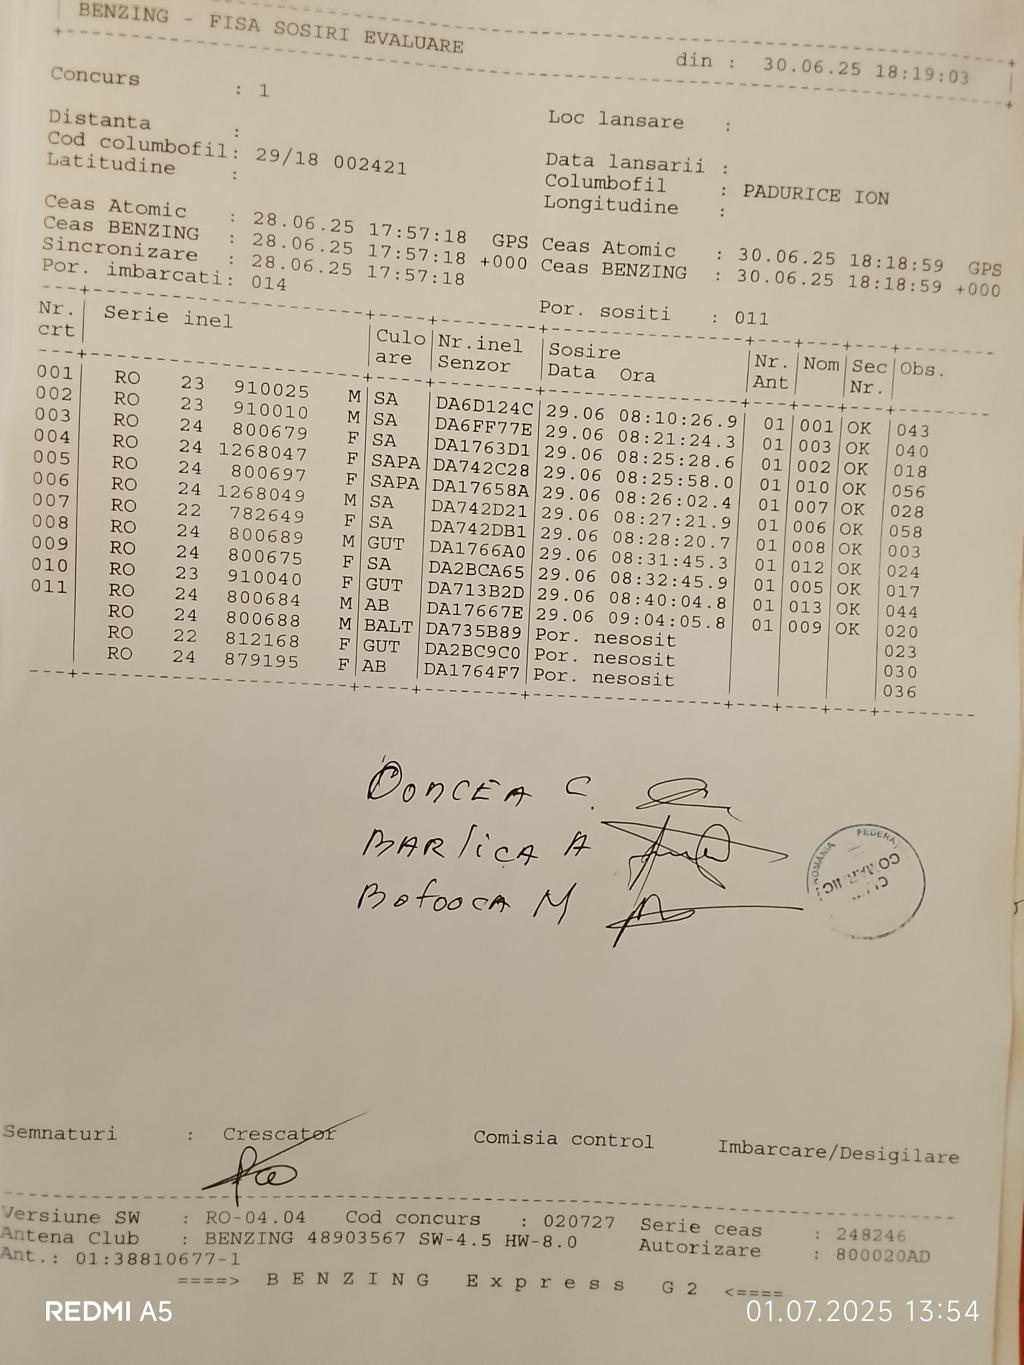 BENZING - FISA SOSIRI EVALUARE din : 30.06.25 18:19:03
Concurs : 1 Loc lansare :
Distanta : Data lansarii :
Cod columbofil: 29/18 002421 Columbofil : PADURICE ION
Latitudine : Longitudine :
Ceas Atomic : 28.06.25 17:57:18 GPS Ceas Atomic : 30.06.25 18:18:59 GPS
Ceas BENZING : 28.06.25 17:57:18 +000 Ceas BENZING : 30.06.25 18:18:59 +000
Sincronizare : 28.06.25 17:57:18
Por. imbarcati: 014 Por. sositi : 011
Nr. Serie inel Culo Nr.inel Sosire Nr. Nom Sec Obs.
crt are Senzor Data Ora Ant Nr.
001 RO 23 910025 M SA DA6D124C 29.06 08:10:26.9 01 001 OK 043
002 RO 23 910010 M SA DA6FF77E 29.06 08:21:24.3 01 003 OK 040
003 RO 24 800679 F SA DA1763D1 29.06 08:25:28.6 01 002 OK 018
004 RO 24 1268047 F SAPA DA742C28 29.06 08:25:58.0 01 010 OK 056
005 RO 24 800697 F SAPA DA17658A 29.06 08:26:02.4 01 007 OK 028
006 RO 24 1268049 M SA DA742D21 29.06 08:27:21.9 01 006 OK 058
007 RO 22 782649 F SA DA742DB1 29.06 08:28:20.7 01 008 OK 003
008 RO 24 800689 M GUT DA1766A0 29.06 08:31:45.3 01 012 OK 024
009 RO 24 800675 F SA DA2BCA65 29.06 08:32:45.9 01 005 OK 017
010 RO 23 910040 F GUT DA713B2D 29.06 08:40:04.8 01 013 OK 044
011 RO 24 800684 M AB DA17667E 29.06 09:04:05.8 01 009 OK 020
RO 24 800688 M BALT DA735B89 Por. nesosit 023
RO 22 812168 F GUT DA2BC9C0 Por. nesosit 030
RO 24 879195 F AB DA1764F7 Por. nesosit 036
DONCEA C.
BARLICA A
M
ROMANIA FEDERA
COMARNIC
Semnaturi : Crescator Comisia control Imbarcare/Desigilare
Versiune SW : RO-04.04 Cod concurs : 020727 Serie ceas : 248246
Antena Club : BENZING 48903567 SW-4.5 HW-8.0 Autorizare : 800020AD
Ant.: 01:38810677-1
====> BENZING Express G2 <====
REDMI A5 01.07.2025 13:54